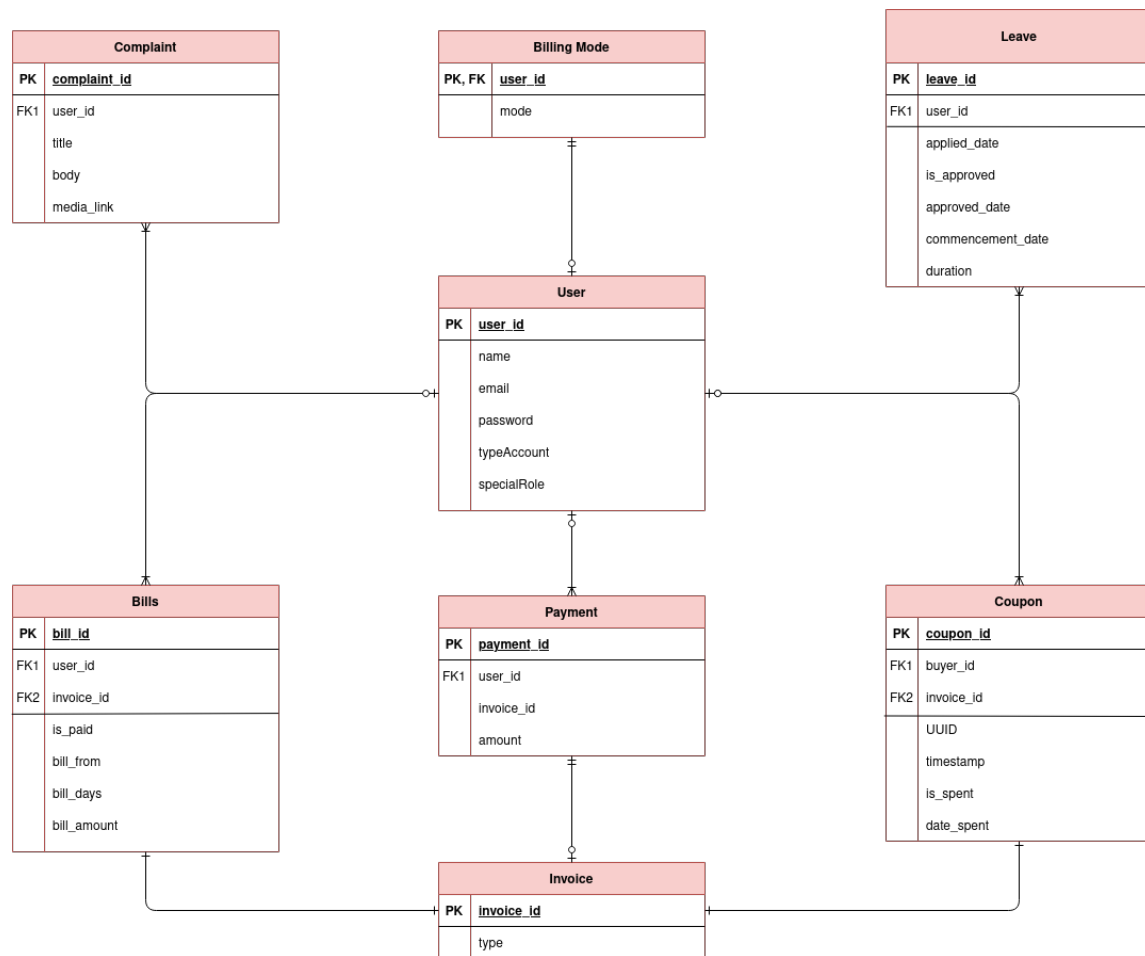 Complaint
PK complaint_id
FK1 user_id
title
body
media_link
Billing Mode
PK, FK user_id
mode
Leave
PK leave_id
FK1 user_id
applied_date
is_approved
approved_date
commencement_date
duration
User
PK user_id
name
email
password
typeAccount
specialRole
Bills
PK bill_id
FK1 user_id
FK2 invoice_id
is_paid
bill_from
bill_days
bill_amount
Payment
PK payment_id
FK1 user_id
invoice_id
amount
Coupon
PK coupon_id
FK1 buyer_id
FK2 invoice_id
UUID
timestamp
is_spent
date_spent
Invoice
PK invoice_id
type